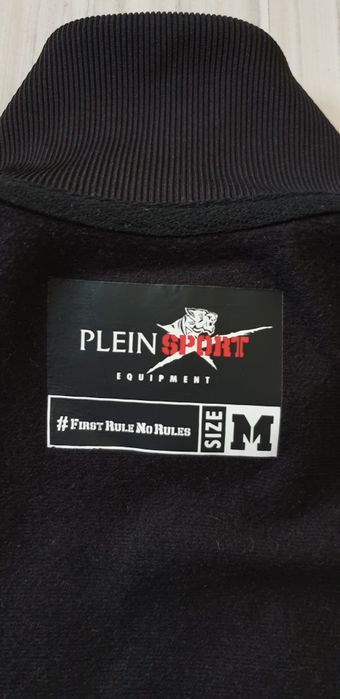 PLEIN SPORT
EQUIPMENT
# FIRST RULE NO RULES
SIZE M